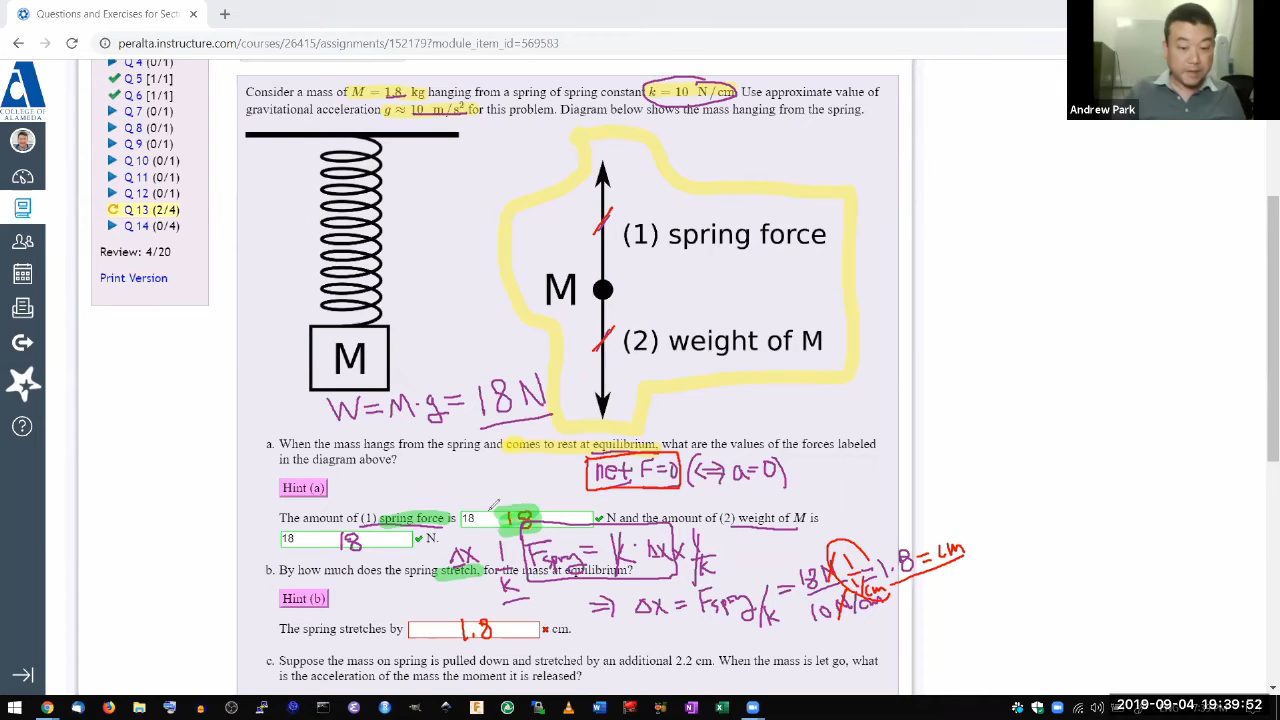 Questions and Exercises for Sect
peralta.instructure.com/courses/26415/assignments/152179?module_item_id=569583
Andrew Park
COLLEGE OF
ALAMEDA
Q 4 (0/1)
Q 5 [1/1]
Q 6 [1/1]
Q 7 (0/1)
Q 8 (0/1)
Q 9 (0/1)
Q 10 (0/1)
Q 11 (0/1)
Q 12 (0/1)
Q 13 (2/4)
Q 14 (0/4)
Review: 4/20
Print Version
Consider a mass of M = 1.8 kg hanging from a spring of spring constant k = 10 N/cm. Use approximate value of
gravitational acceleration g ≈ 10 m/s² for this problem. Diagram below shows the mass hanging from the spring.
(1) spring force
M
(2) weight of M
M
W = M·g = 18 N
a. When the mass hangs from the spring and comes to rest at equilibrium, what are the values of the forces labeled
in the diagram above?
net F = 0 (⟺ a = 0)
Hint (a)
The amount of (1) spring force is 18 18 N and the amount of (2) weight of M is
18 18 N.
Δx 1/k Fspring = k · Δx 1/k
b. By how much does the spring stretch, for the mass at equilibrium?
Hint (b)
⇒ Δx = Fspring/k = 18N / 10 N/cm 1.8 = cm
1 / 1/cm
The spring stretches by 1.8 cm.
c. Suppose the mass on spring is pulled down and stretched by an additional 2.2 cm. When the mass is let go, what
is the acceleration of the mass the moment it is released?
2019-09-04 19:39:52